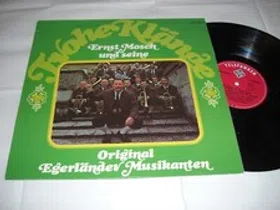 Frohe Klänge
Ernst Mosch
und seine
Original
Egerländer Musikanten
TELEFUNKEN